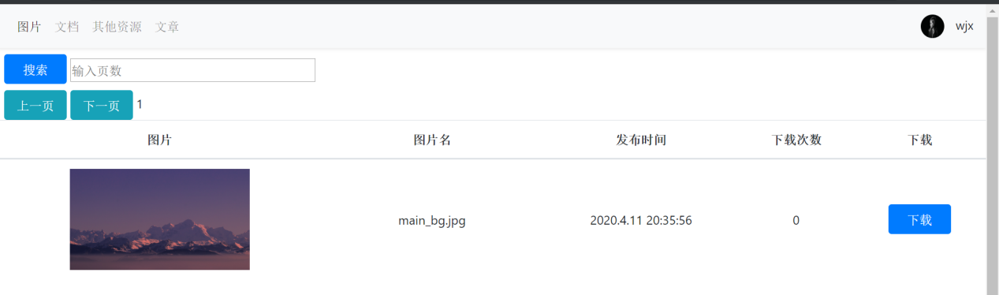 图片 文档 其他资源 文章 wjx
搜索 输入页数
上一页 下一页 1
图片 图片名 发布时间 下载次数 下载
main_bg.jpg 2020.4.11 20:35:56 0 下载